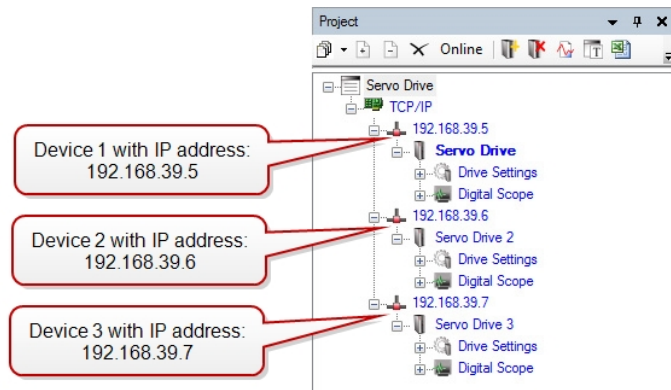 Project
Online
Servo Drive
TCP/IP
192.168.39.5
Servo Drive
Drive Settings
Digital Scope
192.168.39.6
Servo Drive 2
Drive Settings
Digital Scope
192.168.39.7
Servo Drive 3
Drive Settings
Digital Scope
Device 1 with IP address:
192.168.39.5
Device 2 with IP address:
192.168.39.6
Device 3 with IP address:
192.168.39.7